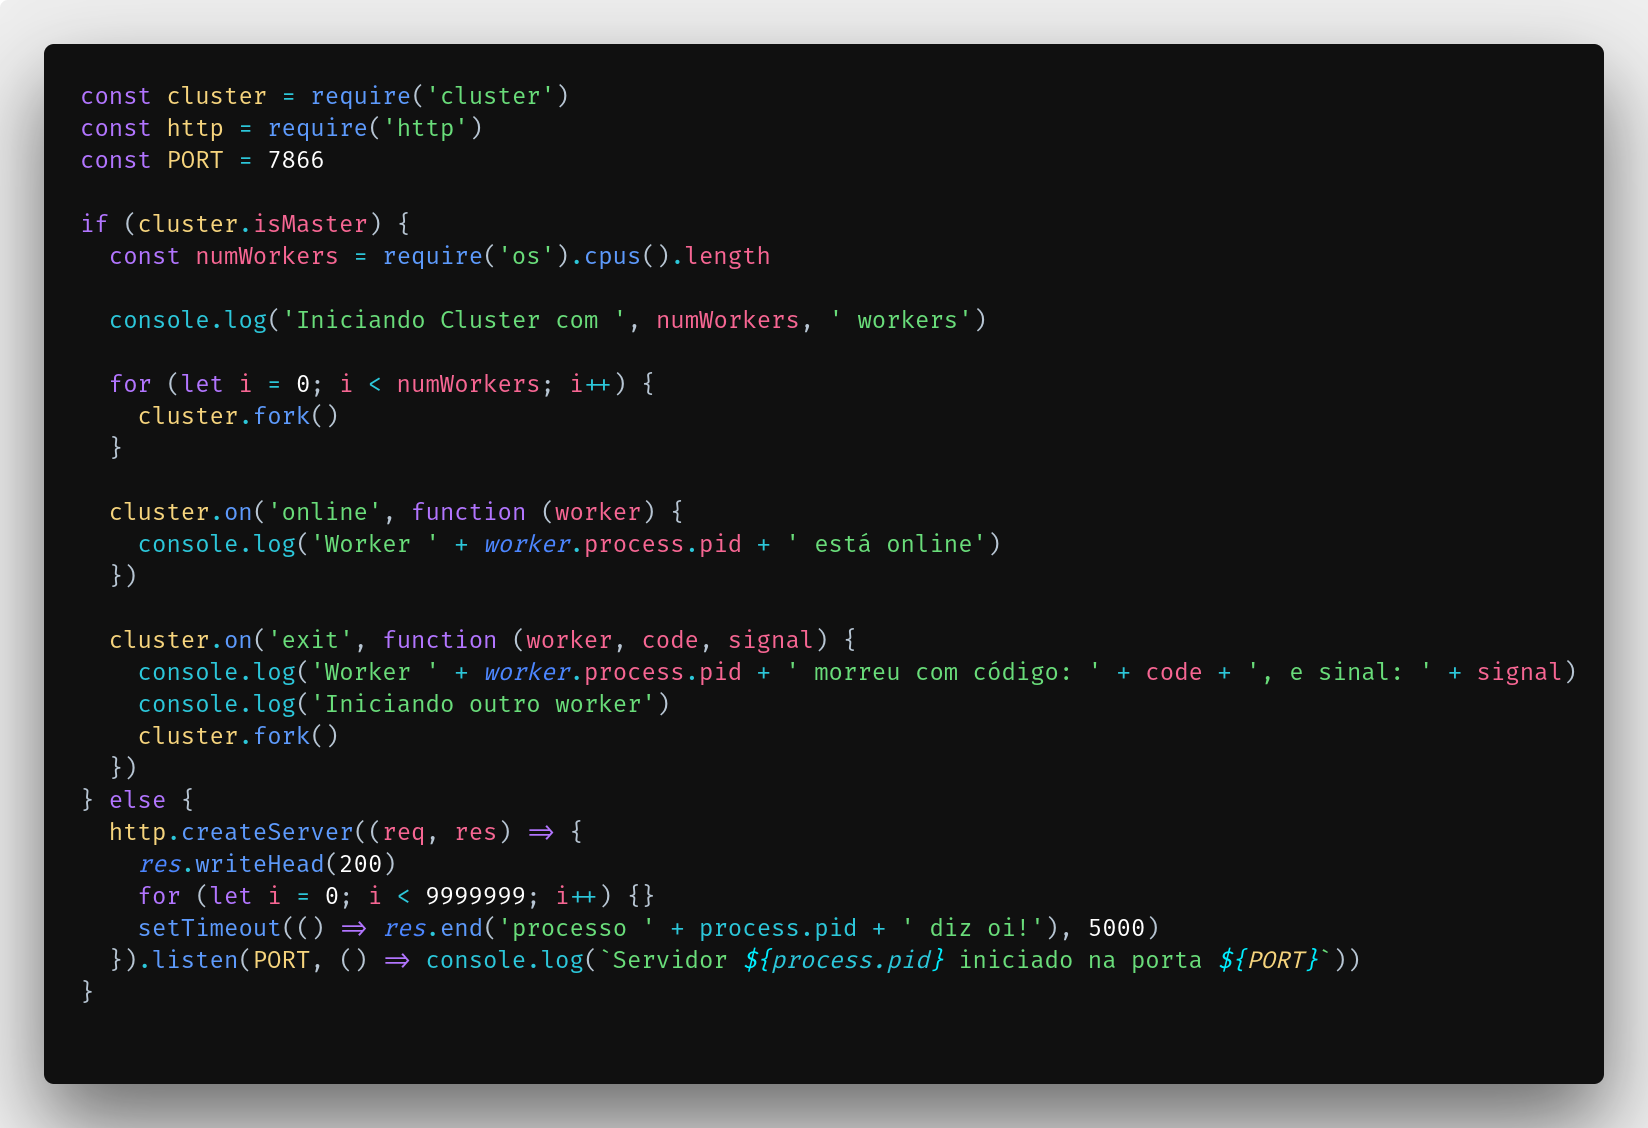 const cluster = require('cluster')
const http = require('http')
const PORT = 7866

if (cluster.isMaster) {
  const numWorkers = require('os').cpus().length

  console.log('Iniciando Cluster com ', numWorkers, ' workers')

  for (let i = 0; i < numWorkers; i++) {
    cluster.fork()
  }

  cluster.on('online', function (worker) {
    console.log('Worker ' + worker.process.pid + ' está online')
  })

  cluster.on('exit', function (worker, code, signal) {
    console.log('Worker ' + worker.process.pid + ' morreu com código: ' + code + ', e sinal: ' + signal)
    console.log('Iniciando outro worker')
    cluster.fork()
  })
} else {
  http.createServer((req, res) => {
    res.writeHead(200)
    for (let i = 0; i < 9999999; i++) {}
    setTimeout(() => res.end('processo ' + process.pid + ' diz oi!'), 5000)
  }).listen(PORT, () => console.log(`Servidor ${process.pid} iniciado na porta ${PORT}`))
}